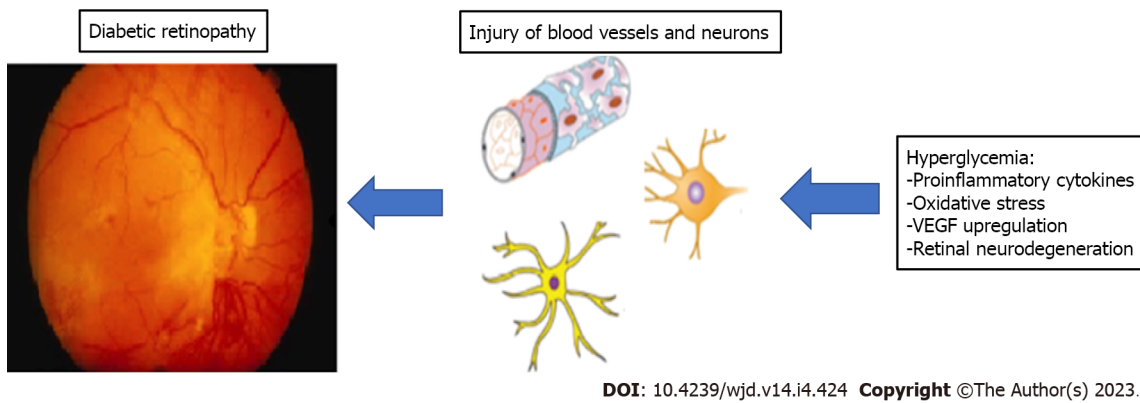 Diabetic retinopathy
Injury of blood vessels and neurons
Hyperglycemia:
-Proinflammatory cytokines
-Oxidative stress
-VEGF upregulation
-Retinal neurodegeneration
DOI: 10.4239/wjd.v14.i4.424 Copyright ©The Author(s) 2023.